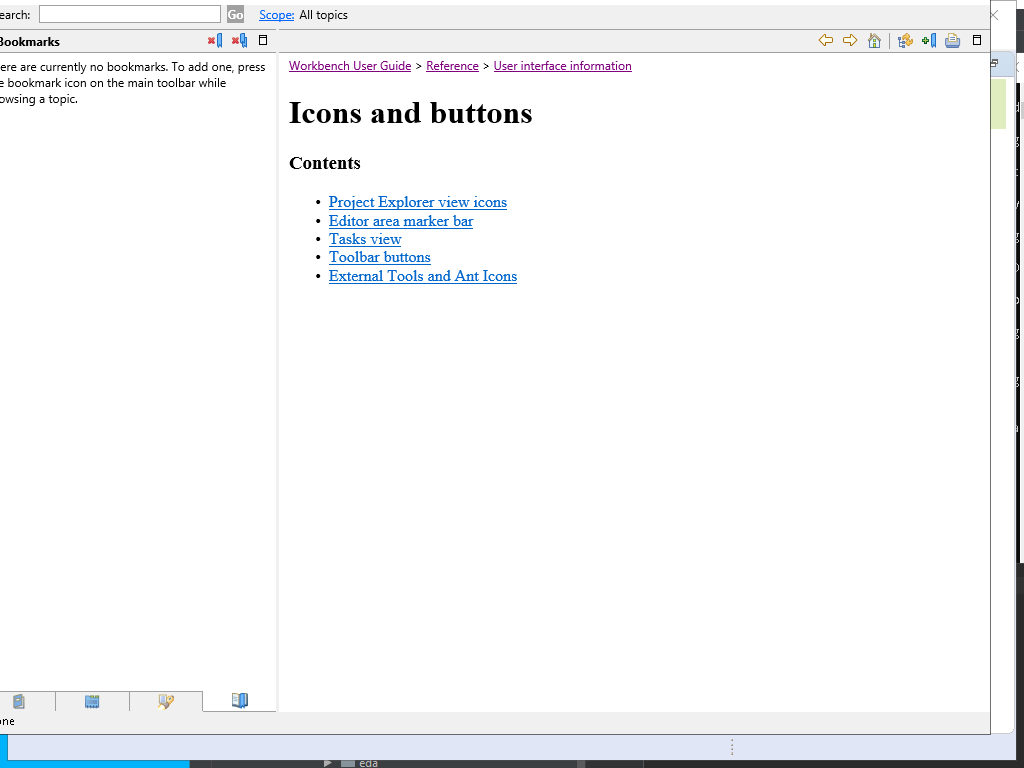 earch:
Go
Scope: All topics
Bookmarks
ere are currently no bookmarks. To add one, press
e bookmark icon on the main toolbar while
owsing a topic.
Workbench User Guide > Reference > User interface information
Icons and buttons
Contents
• Project Explorer view icons
• Editor area marker bar
• Tasks view
• Toolbar buttons
• External Tools and Ant Icons
one
eda